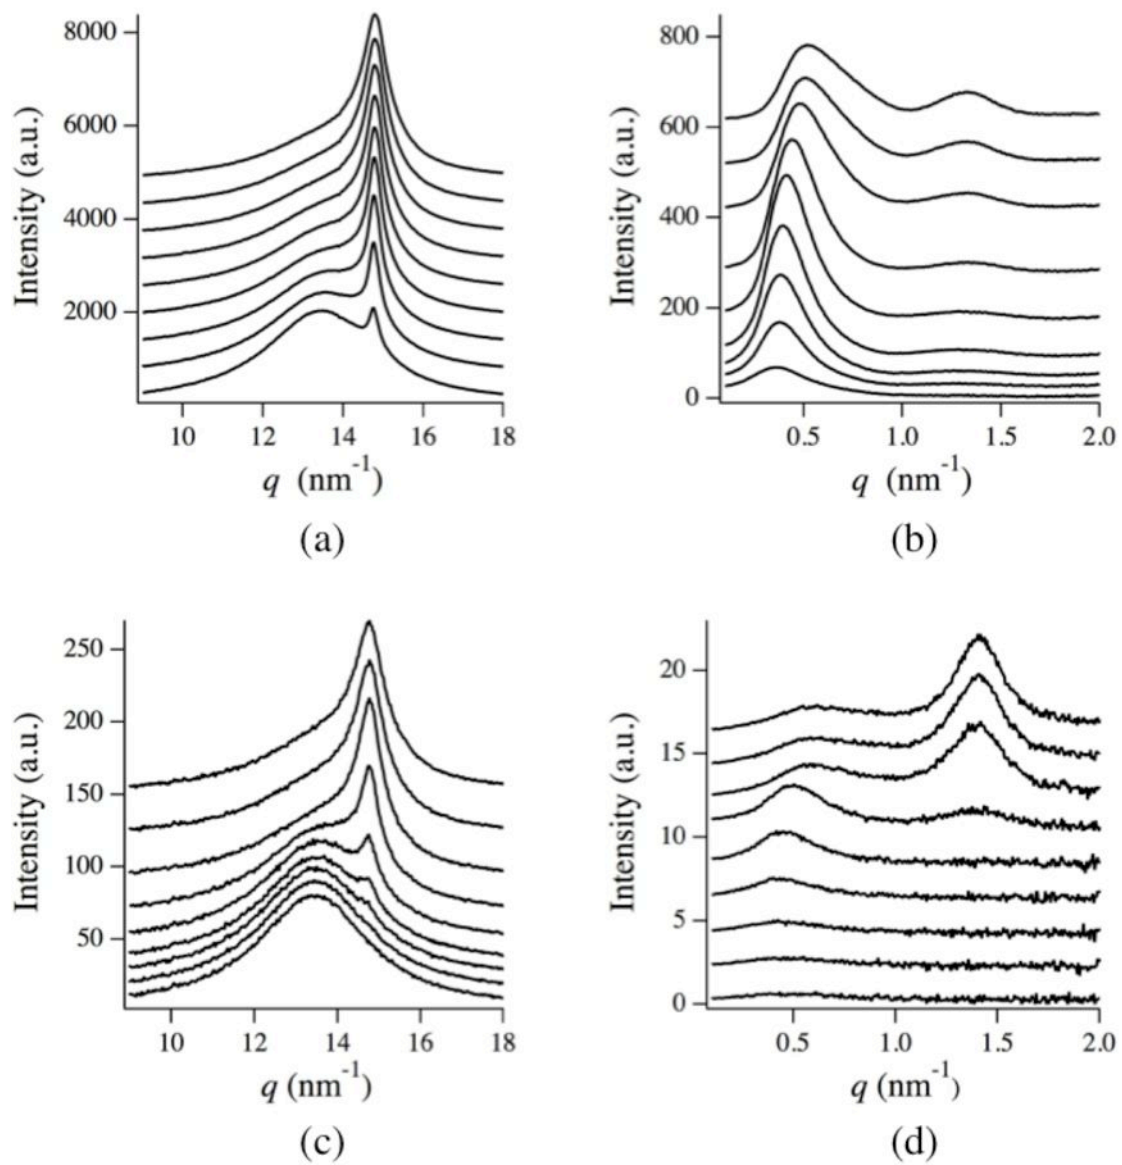 Intensity (a.u.)
8000
6000
4000
2000
10 12 14 16 18
q (nm⁻¹)
(a)
Intensity (a.u.)
800
600
400
200
0
0.5 1.0 1.5 2.0
q (nm⁻¹)
(b)
Intensity (a.u.)
250
200
150
100
50
10 12 14 16 18
q (nm⁻¹)
(c)
Intensity (a.u.)
20
15
10
5
0
0.5 1.0 1.5 2.0
q (nm⁻¹)
(d)